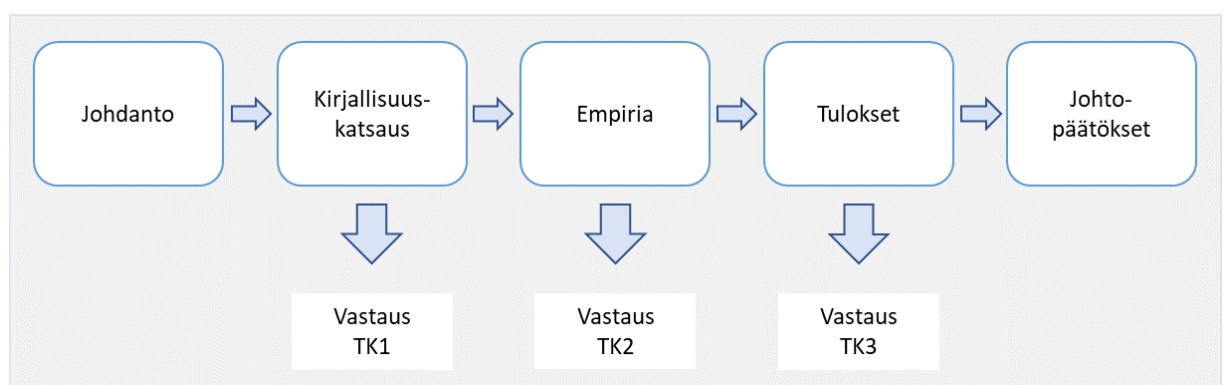 Johdanto
Kirjallisuus-
katsaus
Empiria
Tulokset
Johto-
päätökset
Vastaus
TK1
Vastaus
TK2
Vastaus
TK3